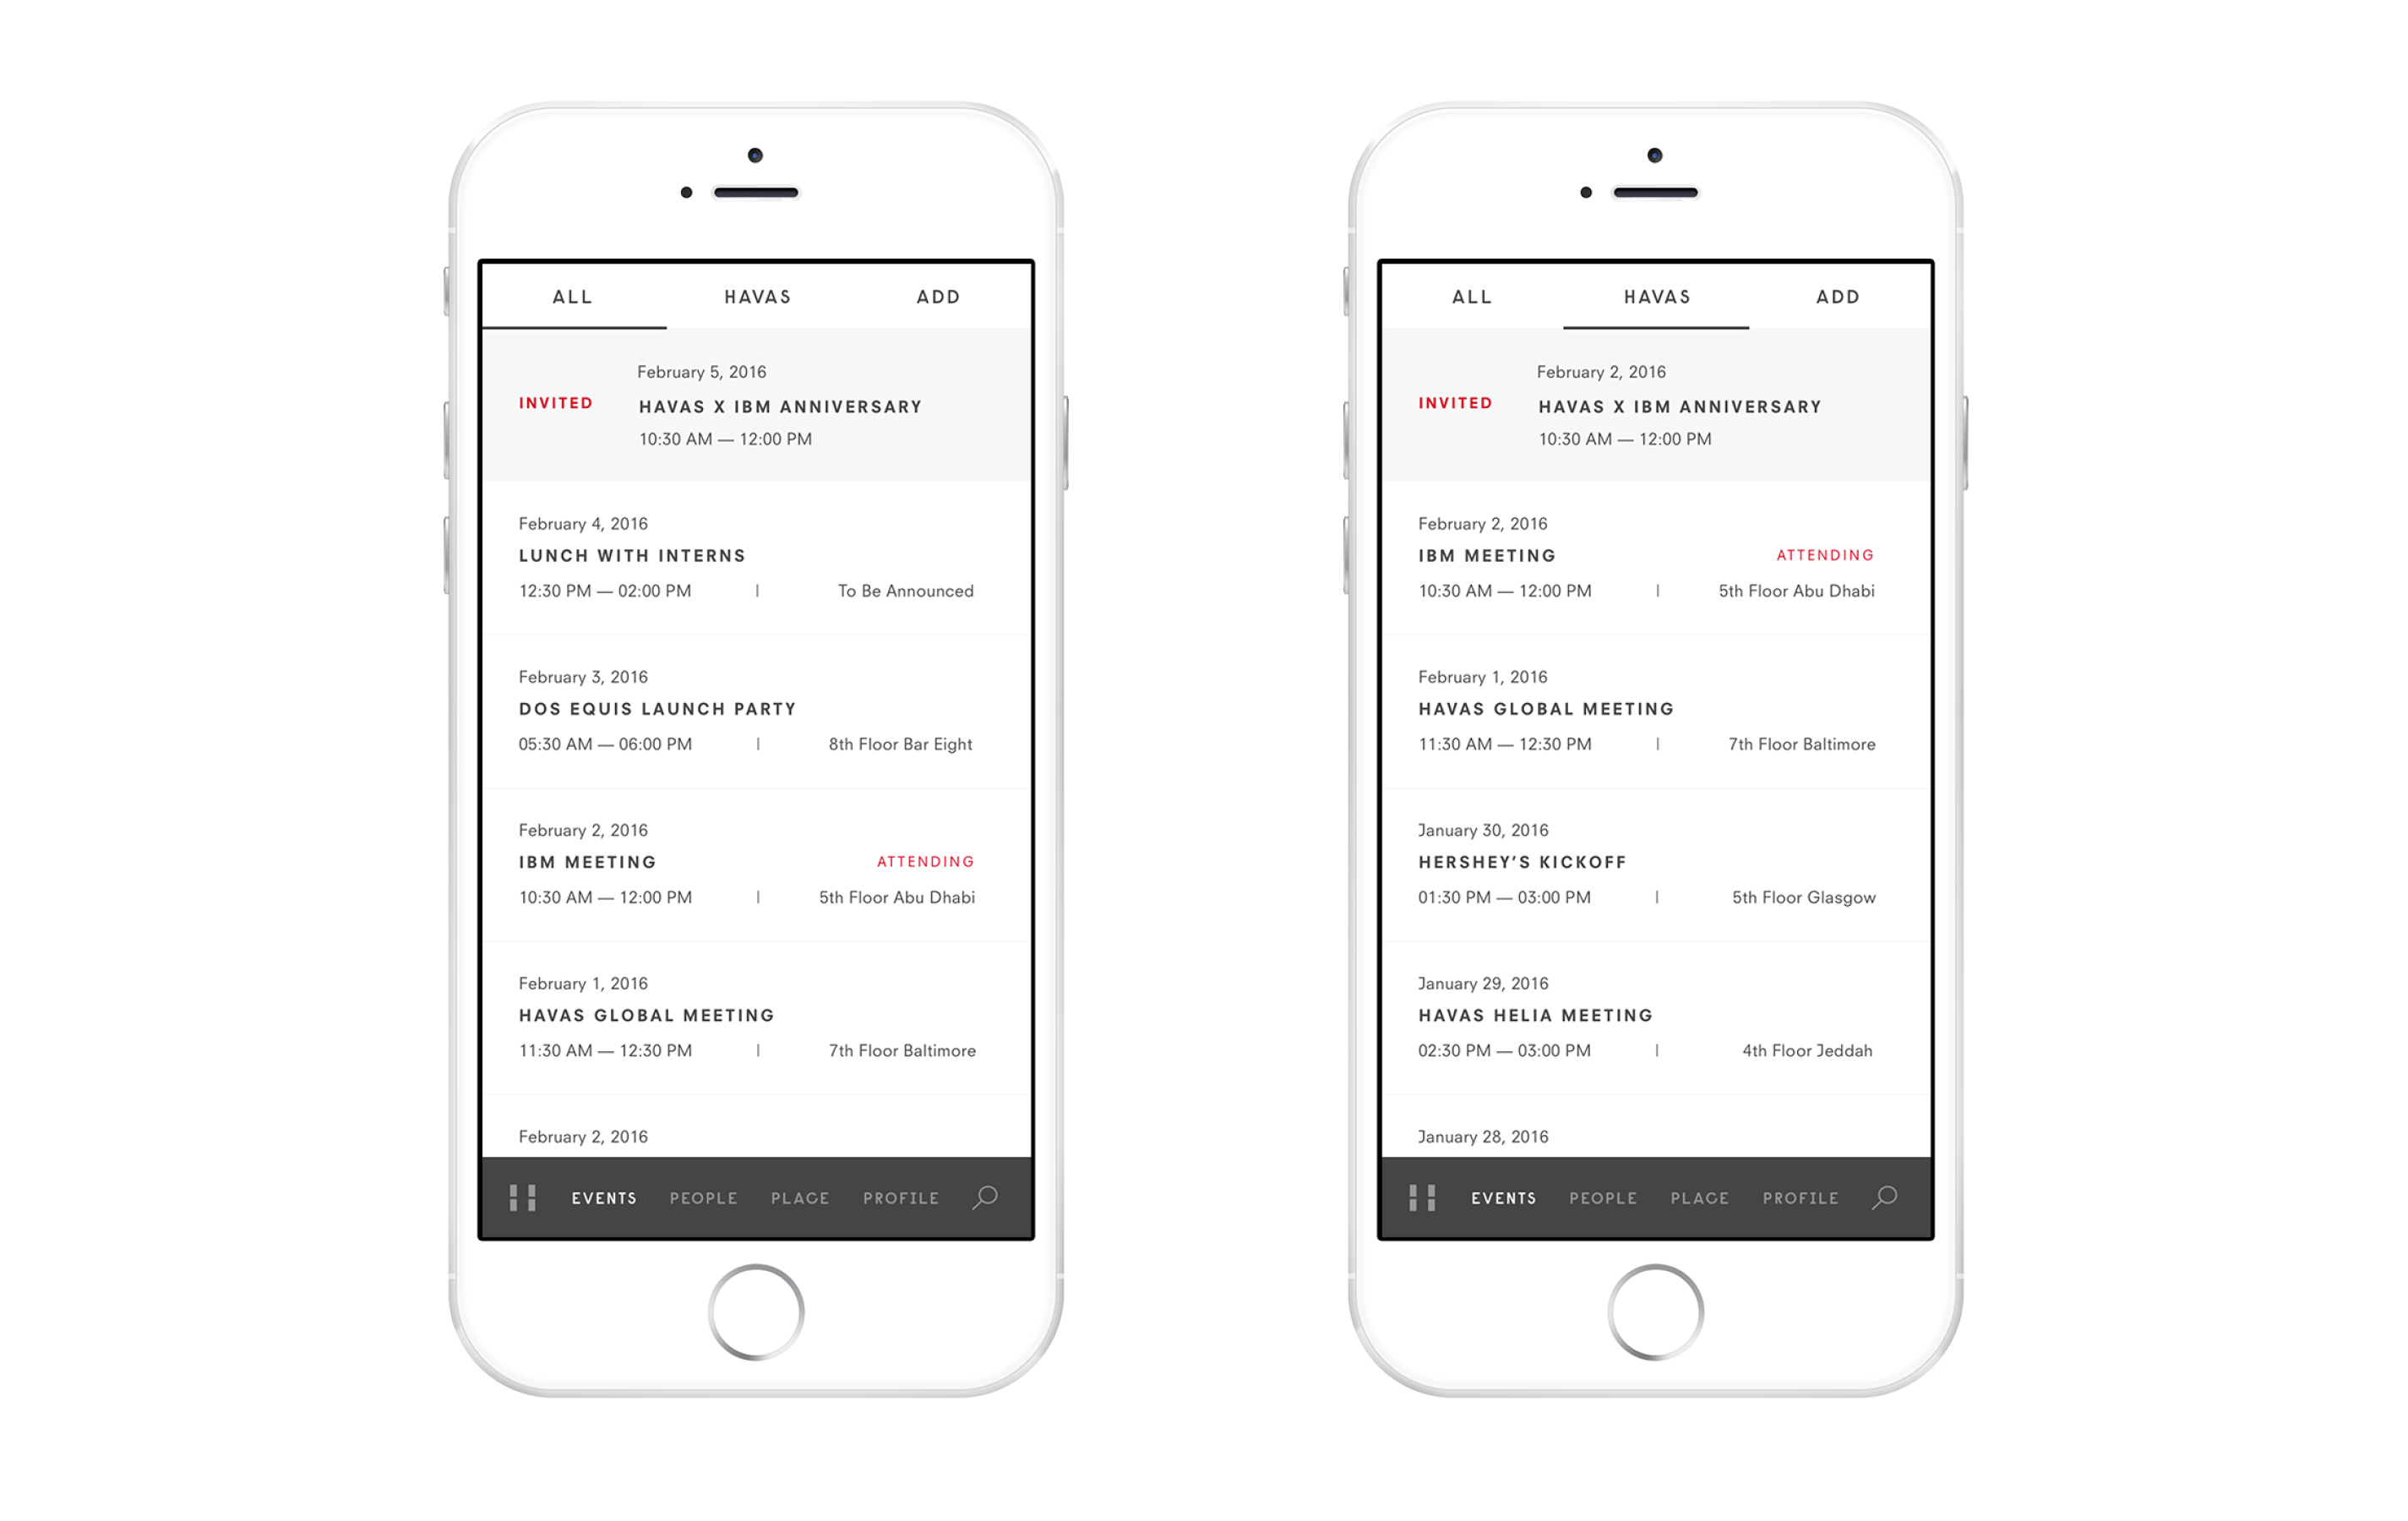 ALL HAVAS ADD
February 5, 2016
INVITED
HAVAS X IBM ANNIVERSARY
10:30 AM — 12:00 PM
February 4, 2016
LUNCH WITH INTERNS
12:30 PM — 02:00 PM | To Be Announced
February 3, 2016
DOS EQUIS LAUNCH PARTY
05:30 AM — 06:00 PM | 8th Floor Bar Eight
February 2, 2016
IBM MEETING ATTENDING
10:30 AM — 12:00 PM | 5th Floor Abu Dhabi
February 1, 2016
HAVAS GLOBAL MEETING
11:30 AM — 12:30 PM | 7th Floor Baltimore
February 2, 2016
EVENTS PEOPLE PLACE PROFILE
ALL HAVAS ADD
February 2, 2016
INVITED
HAVAS X IBM ANNIVERSARY
10:30 AM — 12:00 PM
February 2, 2016
IBM MEETING ATTENDING
10:30 AM — 12:00 PM | 5th Floor Abu Dhabi
February 1, 2016
HAVAS GLOBAL MEETING
11:30 AM — 12:30 PM | 7th Floor Baltimore
January 30, 2016
HERSHEY’S KICKOFF
01:30 PM — 03:00 PM | 5th Floor Glasgow
January 29, 2016
HAVAS HELIA MEETING
02:30 PM — 03:00 PM | 4th Floor Jeddah
January 28, 2016
EVENTS PEOPLE PLACE PROFILE